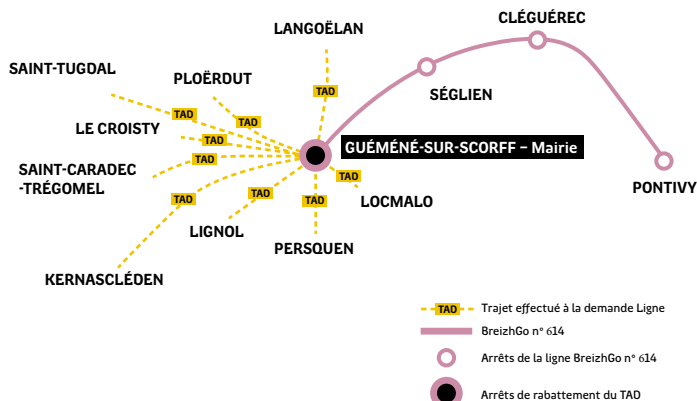 CLÉGUÉREC
LANGOËLAN
SAINT-TUGDAL
PLOËRDUT
SÉGLIEN
TAD
TAD
TAD
LE CROISTY
TAD
GUÉMÉNÉ-SUR-SCORFF – Mairie
TAD
SAINT-CARADEC
-TRÉGOMEL
TAD
PONTIVY
TAD
TAD
TAD
LOCMALO
LIGNOL
PERSQUEN
KERNASCLÉDEN
TAD Trajet effectué à la demande Ligne
BreizhGo n° 614
Arrêts de la ligne BreizhGo n° 614
Arrêts de rabattement du TAD